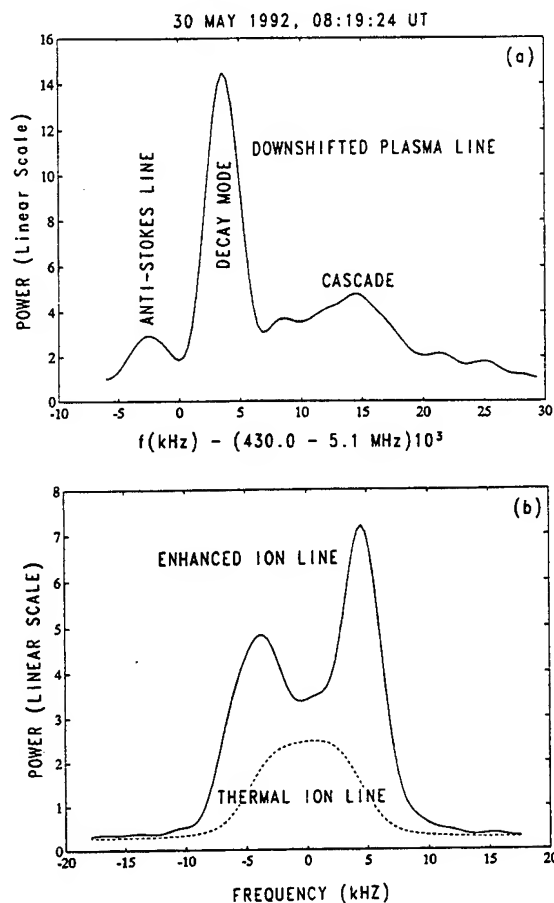 30 MAY 1992, 08:19:24 UT
(a)
16
14
12
10
8
6
4
2
0
POWER (Linear Scale)
ANTI-STOKES LINE
DECAY MODE
DOWNSHIFTED PLASMA LINE
CASCADE
-10 -5 0 5 10 15 20 25 30
f(kHz) - (430.0 - 5.1 MHz)10³
(b)
8
7
6
5
4
3
2
1
0
POWER (LINEAR SCALE)
ENHANCED ION LINE
THERMAL ION LINE
-20 -15 -10 -5 0 5 10 15 20
FREQUENCY (kHZ)